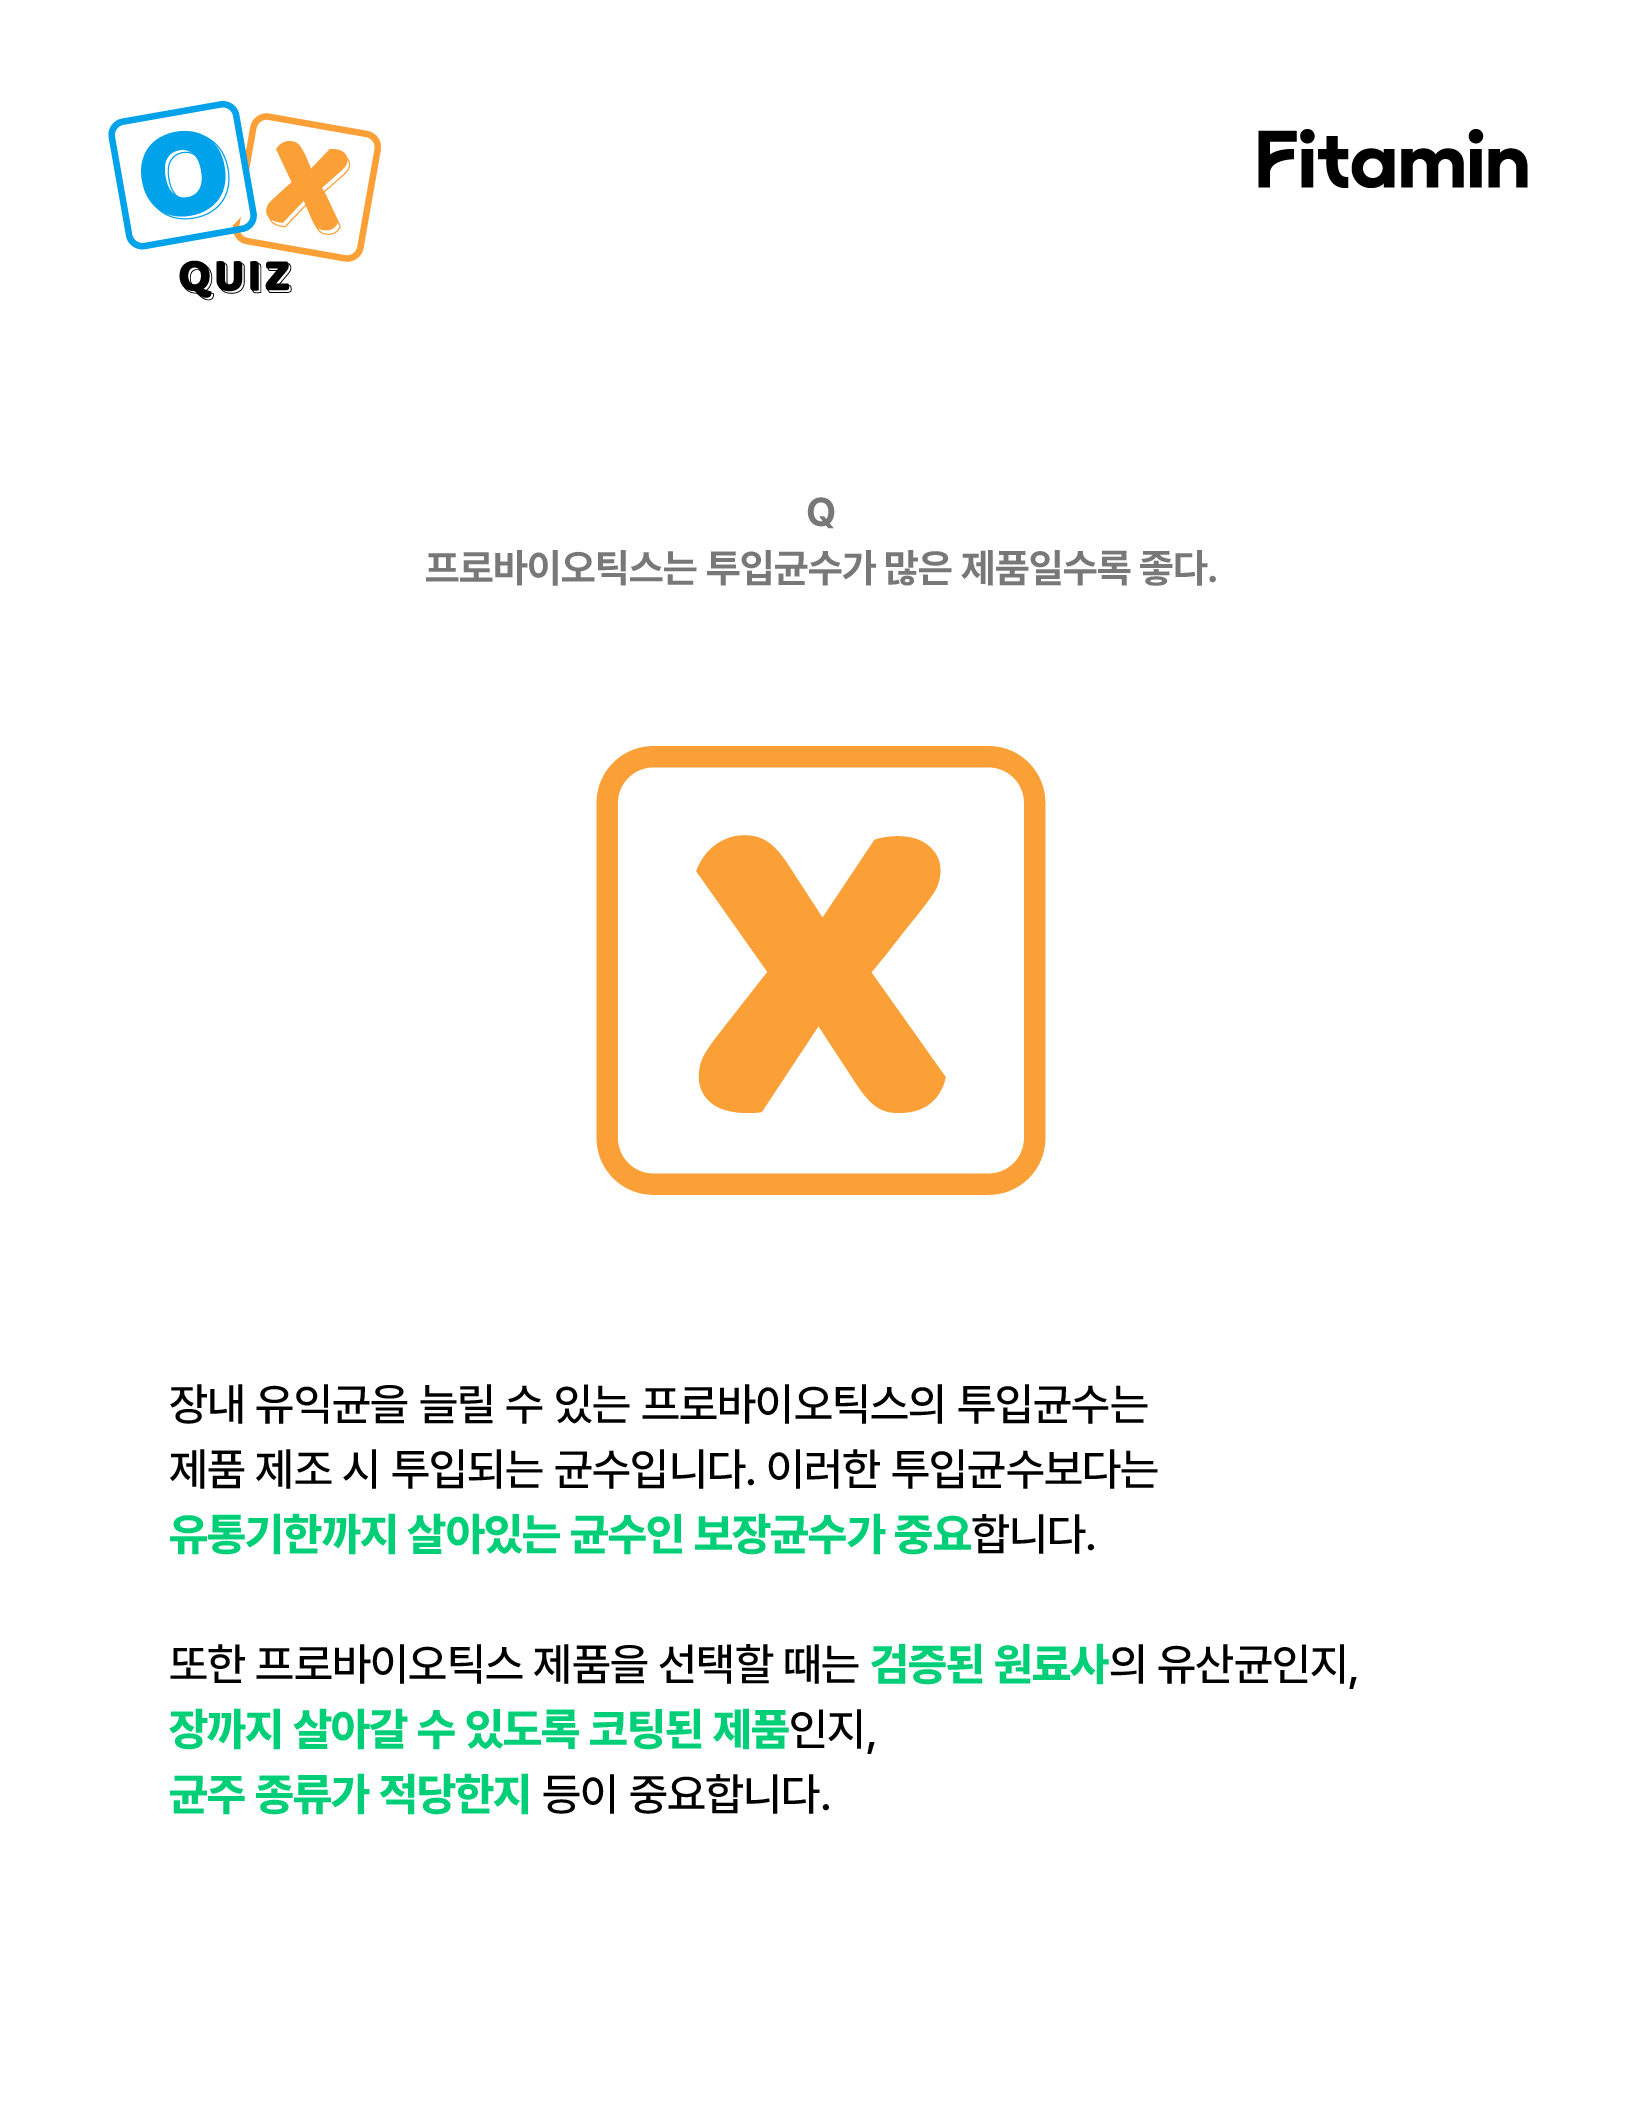 O X
QUIZ
Fitamin
Q
프로바이오틱스는 투입균수가 많은 제품일수록 좋다.
X
장내 유익균을 늘릴 수 있는 프로바이오틱스의 투입균수는
제품 제조 시 투입되는 균수입니다. 이러한 투입균수보다는
유통기한까지 살아있는 균수인 보장균수가 중요합니다.
또한 프로바이오틱스 제품을 선택할 때는 검증된 원료사의 유산균인지,
장까지 살아갈 수 있도록 코팅된 제품인지,
균주 종류가 적당한지 등이 중요합니다.